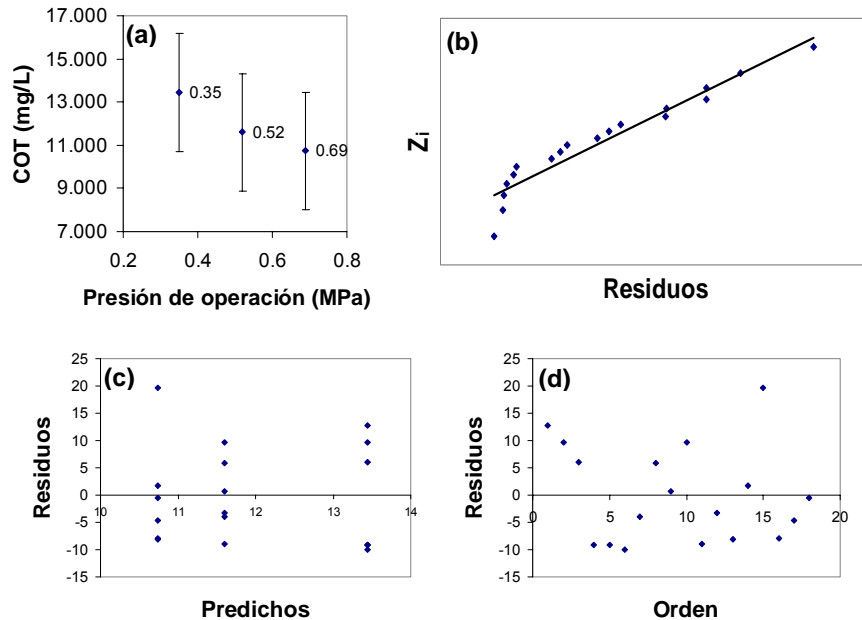 (a)
COT (mg/L)
17.000
15.000
13.000
11.000
9.000
7.000
0.35
0.52
0.69
0.2 0.4 0.6 0.8
Presión de operación (MPa)
(b)
Zi
Residuos
(c)
Residuos
25
20
15
10
5
0
-5
-10
-15
10 11 12 13 14
Predichos
(d)
Residuos
25
20
15
10
5
0
-5
-10
-15
0 5 10 15 20
Orden